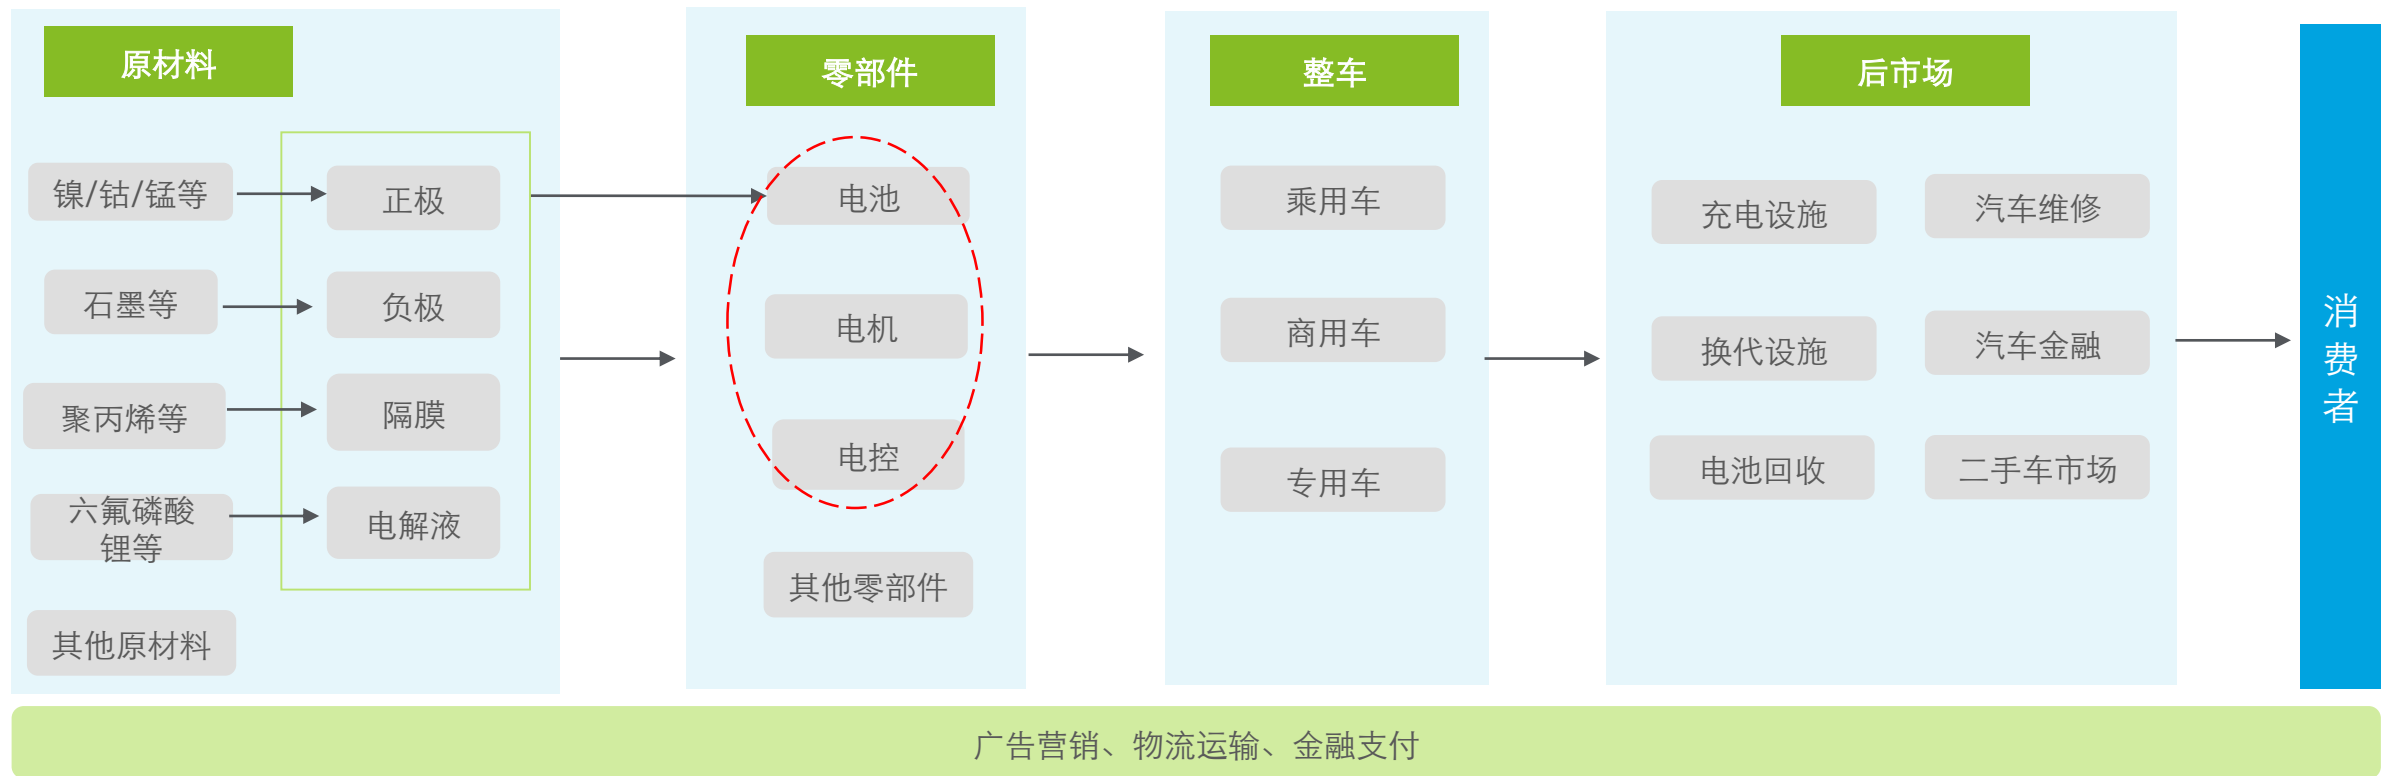 原材料
镍/钴/锰等
正极
石墨等
负极
聚丙烯等
隔膜
六氟磷酸
锂等
电解液
其他原材料
零部件
电池
电机
电控
其他零部件
整车
乘用车
商用车
专用车
后市场
充电设施
汽车维修
换代设施
汽车金融
电池回收
二手车市场
消
费
者
广告营销、物流运输、金融支付